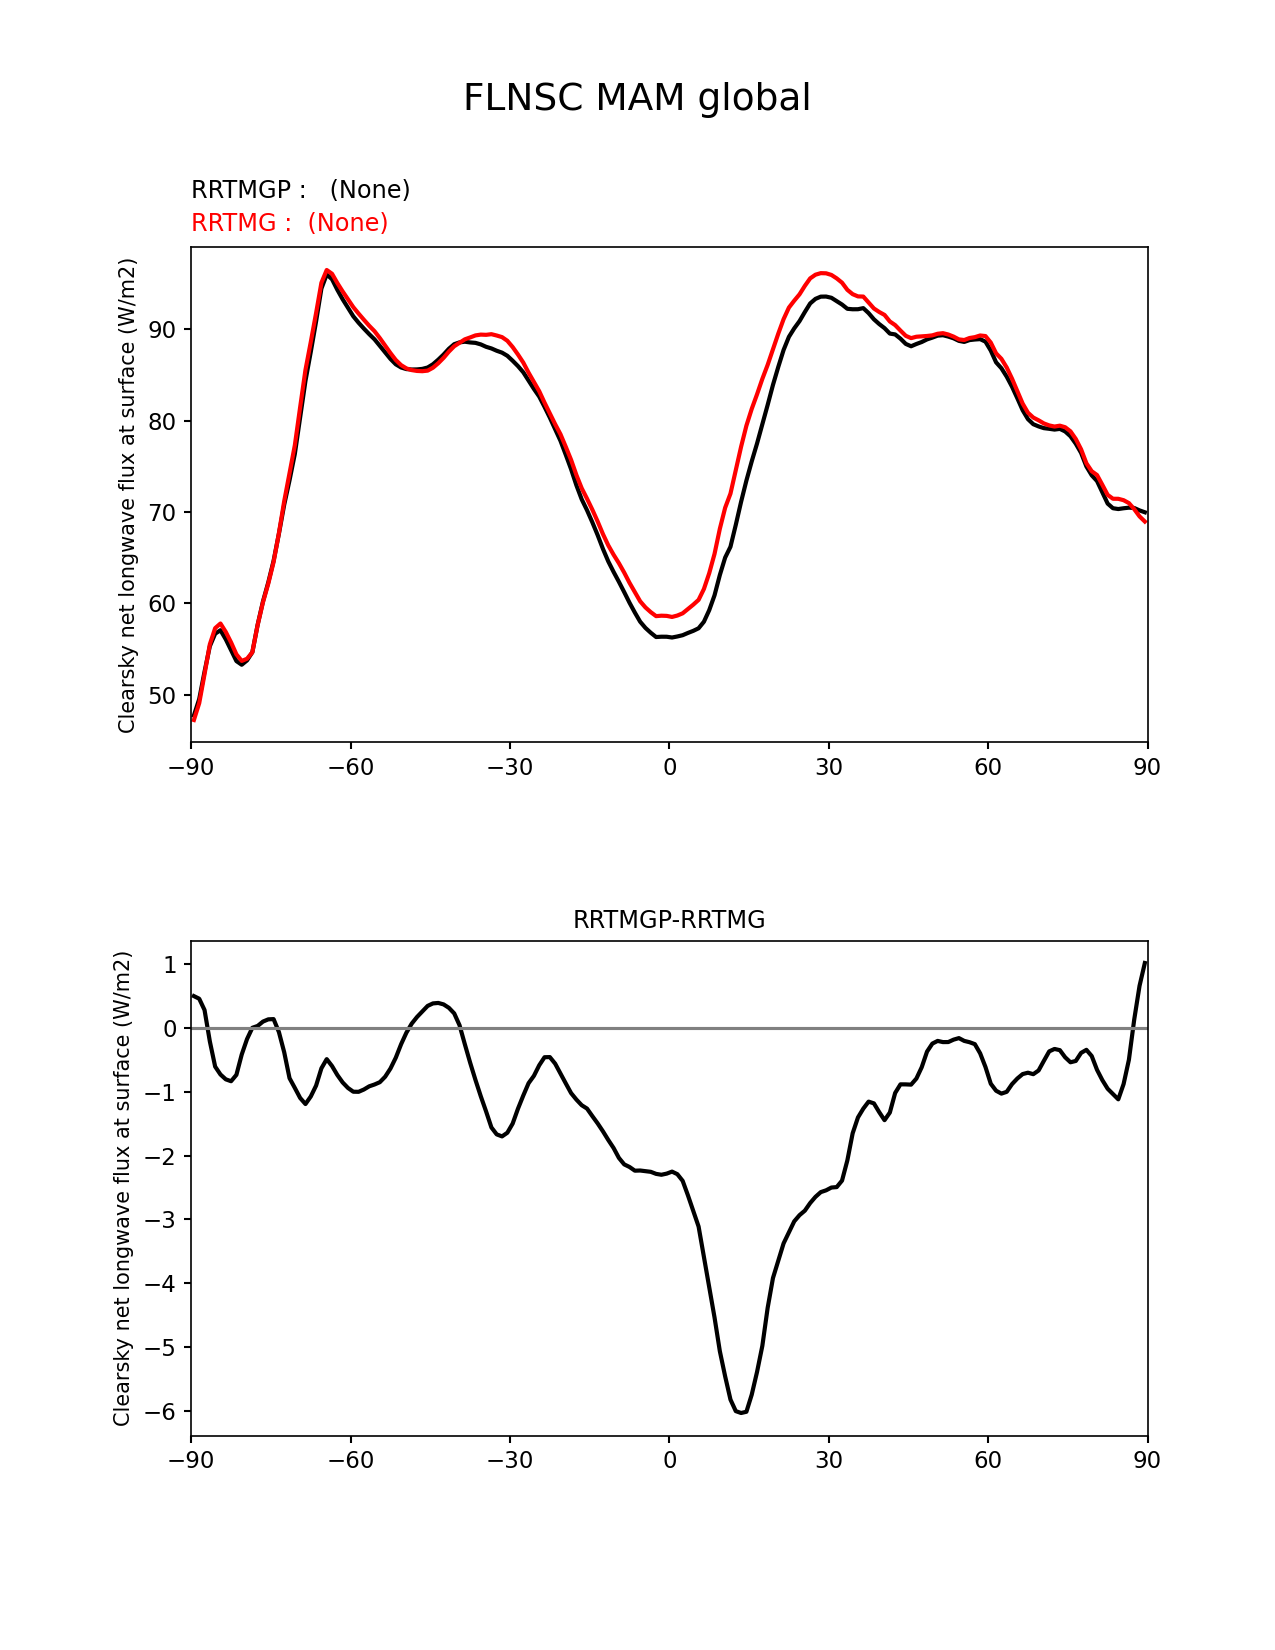 FLNSC MAM global
RRTMGP :   (None)
RRTMG :  (None)
Clearsky net longwave flux at surface (W/m2)
90
80
70
60
50
−90 −60 −30 0 30 60 90
RRTMGP-RRTMG
Clearsky net longwave flux at surface (W/m2)
1
0
−1
−2
−3
−4
−5
−6
−90 −60 −30 0 30 60 90